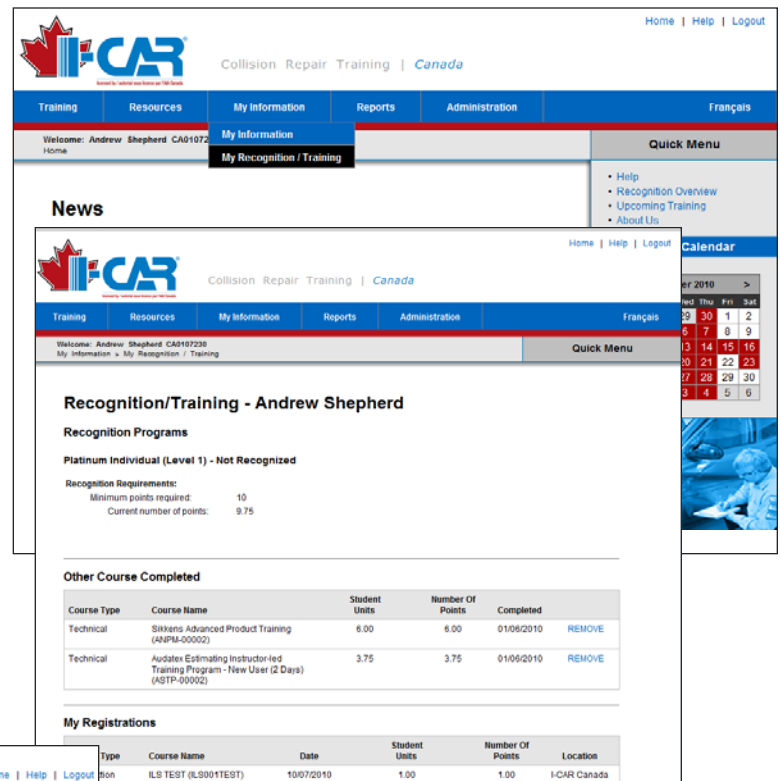 Home | Help | Logout
I-CAR
Collision Repair Training | Canada
Training Resources My Information Reports Administration Français
My Information
My Recognition / Training
Welcome: Andrew Shepherd CA01072
Home
Quick Menu
• Help
• Recognition Overview
• Upcoming Training
• About Us
News
Calendar
er 2010 >
Wed Thu Fri Sat
29 30 1 2
6 7 8 9
13 14 15 16
20 21 22 23
27 28 29 30
3 4 5 6
Home | Help | Logout
I-CAR
Collision Repair Training | Canada
Training Resources My Information Reports Administration Français
Welcome: Andrew Shepherd CA0107230
My Information » My Recognition / Training
Quick Menu
Recognition/Training - Andrew Shepherd
Recognition Programs
Platinum Individual (Level 1) - Not Recognized
Recognition Requirements:
Minimum points required: 10
Current number of points: 9.75
Other Course Completed
Course Type Course Name Student Units Number Of Points Completed
Technical Sikkens Advanced Product Training 6.00 6.00 01/06/2010 REMOVE
(ANPM-00002)
Technical Audatex Estimating Instructor-led 3.75 3.75 01/06/2010 REMOVE
Training Program - New User (2 Days)
(ASTP-00002)
My Registrations
Type Course Name Date Student Units Number Of Points Location
tion ILS TEST (ILS001TEST) 10/07/2010 1.00 1.00 I-CAR Canada
me | Help | Logout